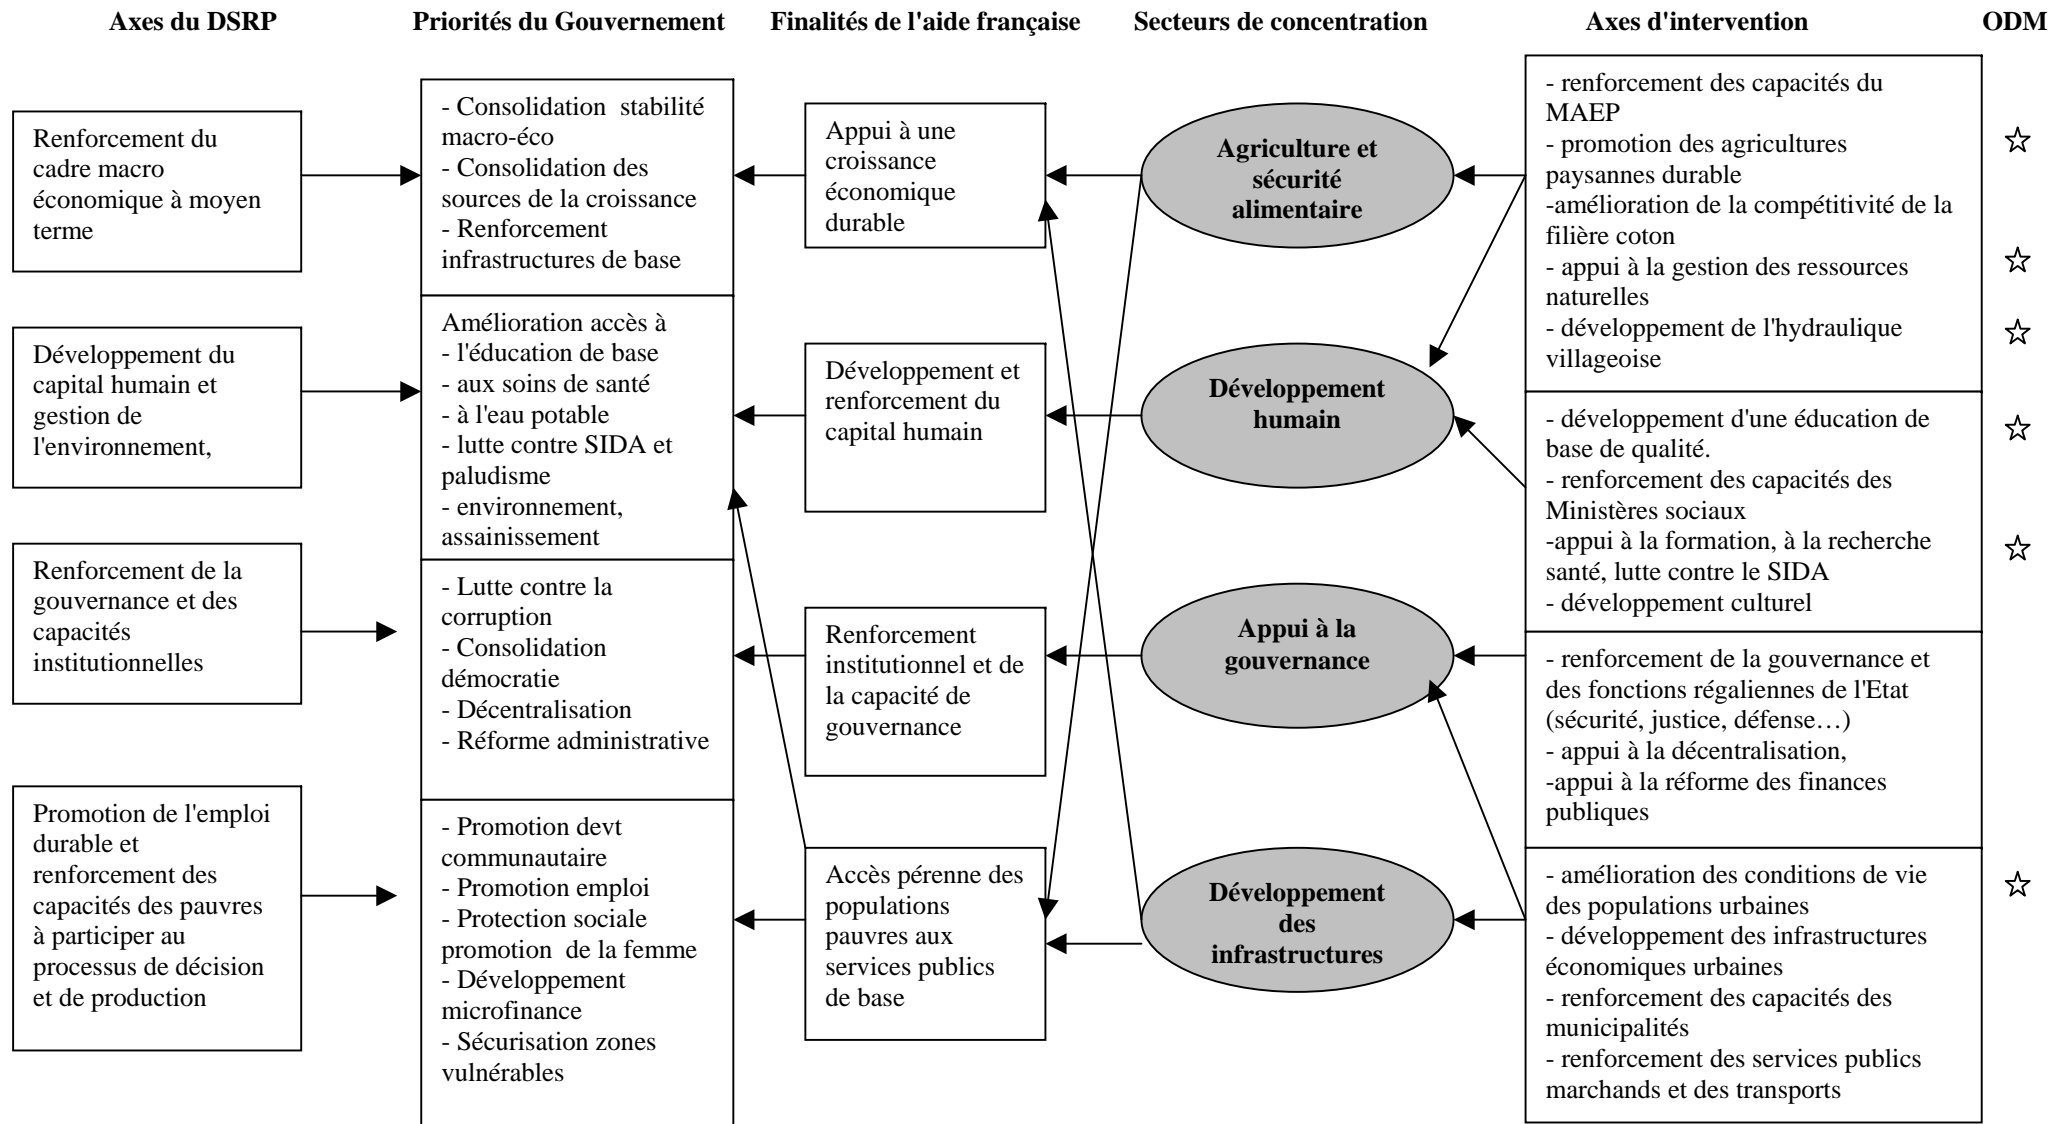 Axes du DSRP
Priorités du Gouvernement
Finalités de l'aide française
Secteurs de concentration
Axes d'intervention
ODM
Renforcement du
cadre macro
économique à moyen
terme
Développement du
capital humain et
gestion de
l'environnement,
Renforcement de la
gouvernance et des
capacités
institutionnelles
Promotion de l'emploi
durable et
renforcement des
capacités des pauvres
à participer au
processus de décision
et de production
- Consolidation  stabilité
macro-éco
- Consolidation des
sources de la croissance
- Renforcement
infrastructures de base
Amélioration accès à
- l'éducation de base
- aux soins de santé
- à l'eau potable
- lutte contre SIDA et
paludisme
- environnement,
assainissement
- Lutte contre la
corruption
- Consolidation
démocratie
- Décentralisation
- Réforme administrative
- Promotion devt
communautaire
- Promotion emploi
- Protection sociale
promotion  de la femme
- Développement
microfinance
- Sécurisation zones
vulnérables
Appui à une
croissance
économique
durable
Développement et
renforcement du
capital humain
Renforcement
institutionnel et de
la capacité de
gouvernance
Accès pérenne des
populations
pauvres aux
services publics
de base
Agriculture et
sécurité
alimentaire
Développement
humain
Appui à la
gouvernance
Développement
des
infrastructures
- renforcement des capacités du
MAEP
- promotion des agricultures
paysannes durable
-amélioration de la compétitivité de la
filière coton
- appui à la gestion des ressources
naturelles
- développement de l'hydraulique
villageoise
- développement d'une éducation de
base de qualité.
- renforcement des capacités des
Ministères sociaux
-appui à la formation, à la recherche
santé, lutte contre le SIDA
- développement culturel
- renforcement de la gouvernance et
des fonctions régaliennes de l'Etat
(sécurité, justice, défense…)
- appui à la décentralisation,
-appui à la réforme des finances
publiques
- amélioration des conditions de vie
des populations urbaines
- développement des infrastructures
économiques urbaines
- renforcement des capacités des
municipalités
- renforcement des services publics
marchands et des transports